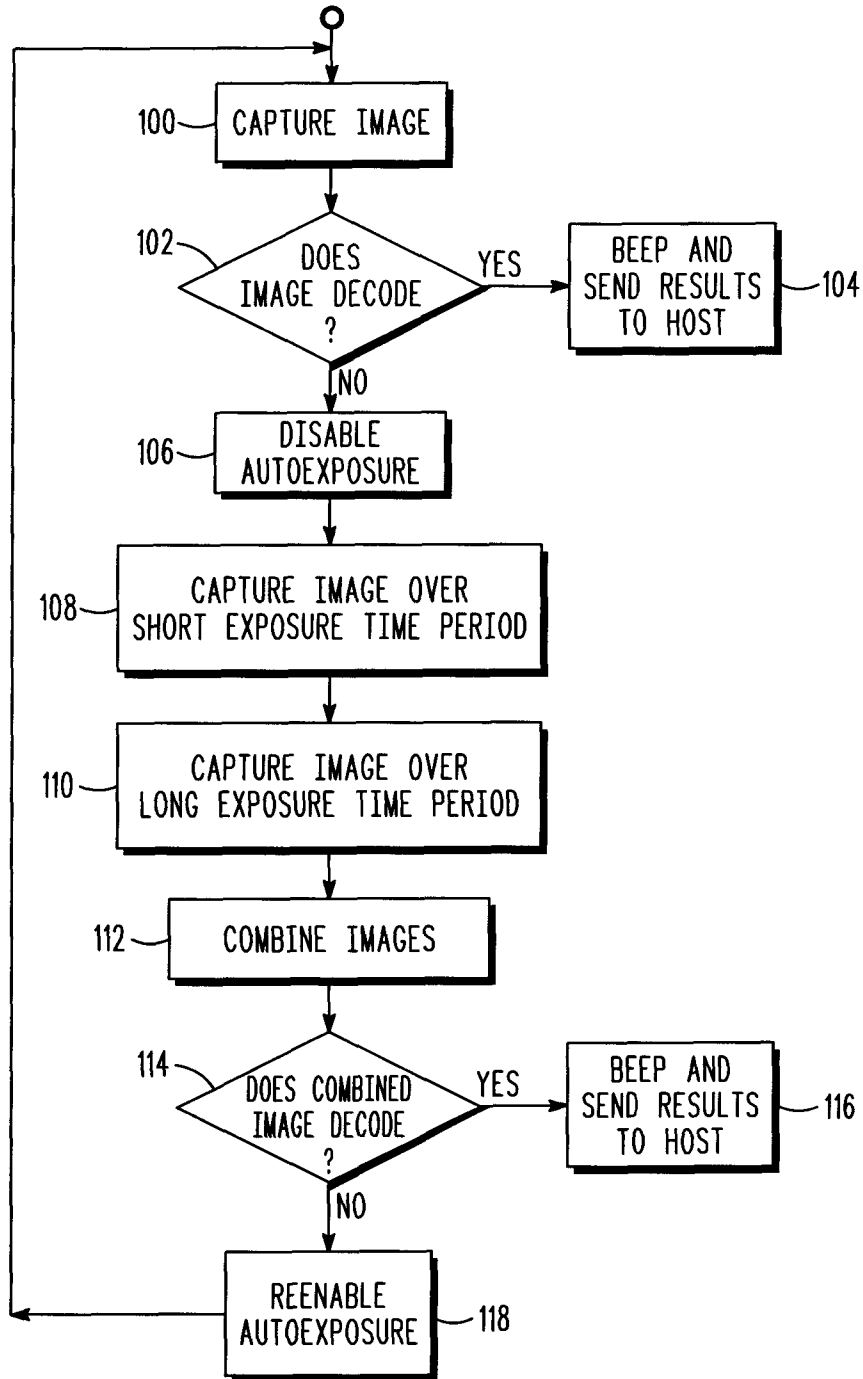 100
CAPTURE IMAGE
102
DOES
IMAGE DECODE
?
YES
BEEP AND
SEND RESULTS
TO HOST
104
NO
106
DISABLE
AUTOEXPOSURE
108
CAPTURE IMAGE OVER
SHORT EXPOSURE TIME PERIOD
110
CAPTURE IMAGE OVER
LONG EXPOSURE TIME PERIOD
112
COMBINE IMAGES
114
DOES COMBINED
IMAGE DECODE
?
YES
BEEP AND
SEND RESULTS
TO HOST
116
NO
REENABLE
AUTOEXPOSURE
118